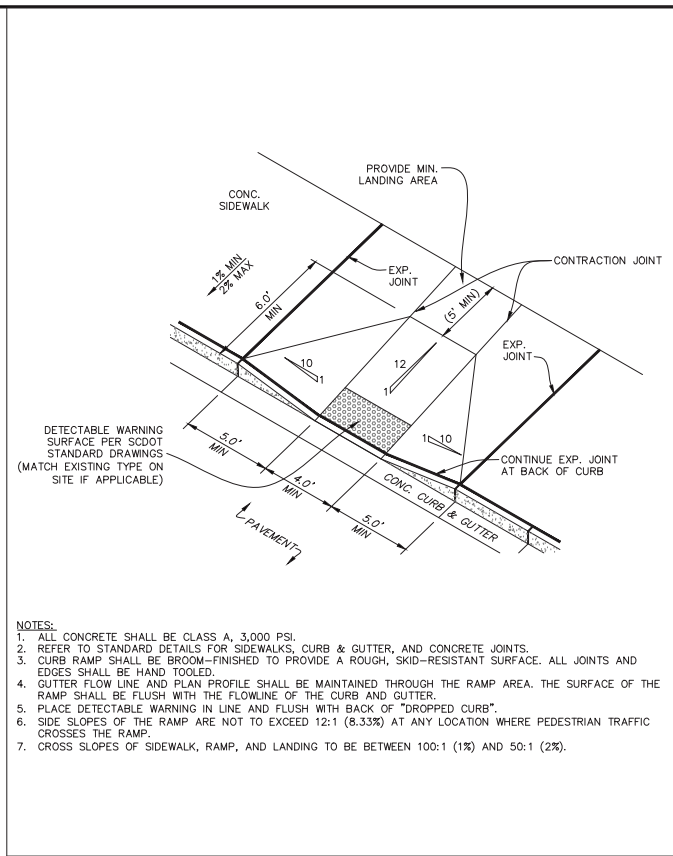 PROVIDE MIN.
LANDING AREA
CONC.
SIDEWALK
CONTRACTION JOINT
EXP.
JOINT
1% MIN
2% MAX
6.0'
MIN
(5' MIN)
EXP.
JOINT
10
1
12
1
10
1
DETECTABLE WARNING
SURFACE PER SCDOT
STANDARD DRAWINGS
(MATCH EXISTING TYPE ON
SITE IF APPLICABLE)
CONTINUE EXP. JOINT
AT BACK OF CURB
5.0'
MIN
4.0'
MIN
5.0'
MIN
CONC. CURB & GUTTER
PAVEMENT
NOTES:
1. ALL CONCRETE SHALL BE CLASS A, 3,000 PSI.
2. REFER TO STANDARD DETAILS FOR SIDEWALKS, CURB & GUTTER, AND CONCRETE JOINTS.
3. CURB RAMP SHALL BE BROOM-FINISHED TO PROVIDE A ROUGH, SKID-RESISTANT SURFACE. ALL JOINTS AND
EDGES SHALL BE HAND TOOLED.
4. GUTTER FLOW LINE AND PLAN PROFILE SHALL BE MAINTAINED THROUGH THE RAMP AREA. THE SURFACE OF THE
RAMP SHALL BE FLUSH WITH THE FLOWLINE OF THE CURB AND GUTTER.
5. PLACE DETECTABLE WARNING IN LINE AND FLUSH WITH BACK OF "DROPPED CURB".
6. SIDE SLOPES OF THE RAMP ARE NOT TO EXCEED 12:1 (8.33%) AT ANY LOCATION WHERE PEDESTRIAN TRAFFIC
CROSSES THE RAMP.
7. CROSS SLOPES OF SIDEWALK, RAMP, AND LANDING TO BE BETWEEN 100:1 (1%) AND 50:1 (2%).